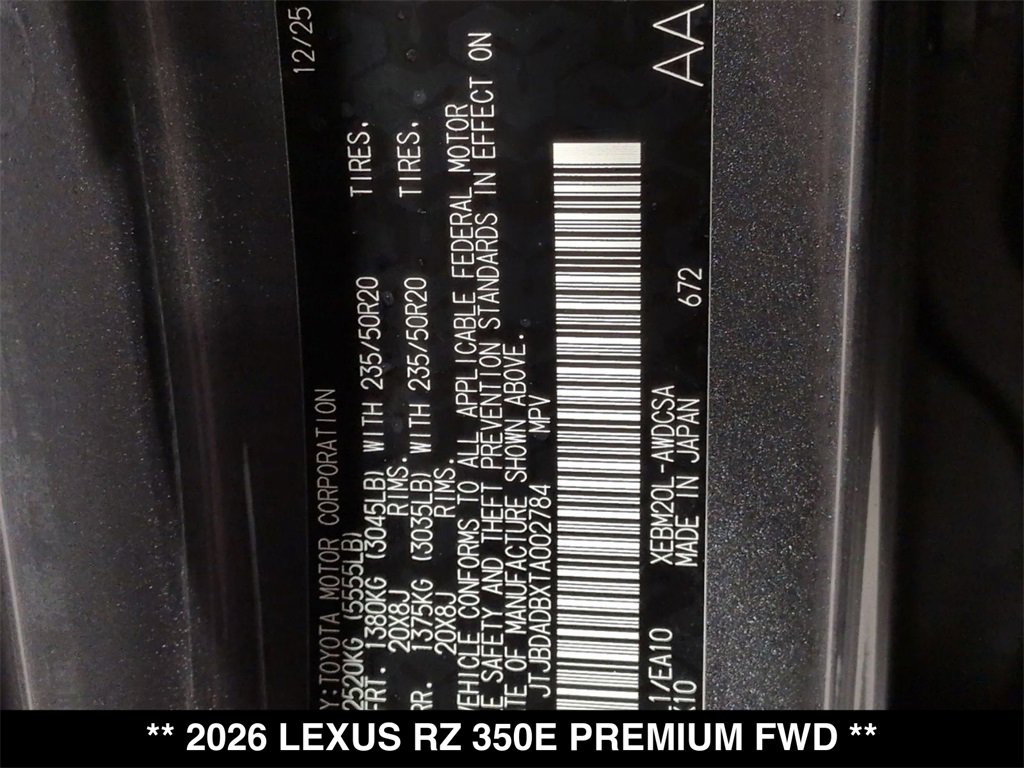 Y:TOYOTA MOTOR CORPORATION 12/25
2520KG (5555LB)
FRT. 1380KG (3045LB) WITH 235/50R20 TIRES.
20X8J RIMS.
RR. 1375KG (3035LB) WITH 235/50R20 TIRES.
20X8J RIMS.
VEHICLE CONFORMS TO ALL APPLICABLE FEDERAL MOTOR
E SAFETY AND THEFT PREVENTION STANDARDS IN EFFECT ON
ATE OF MANUFACTURE SHOWN ABOVE.
JTJBDADBXTA002784 MPV
1/EA10 XEBM20L-AWDCSA 672 AA
K10 MADE IN JAPAN
** 2026 LEXUS RZ 350E PREMIUM FWD **